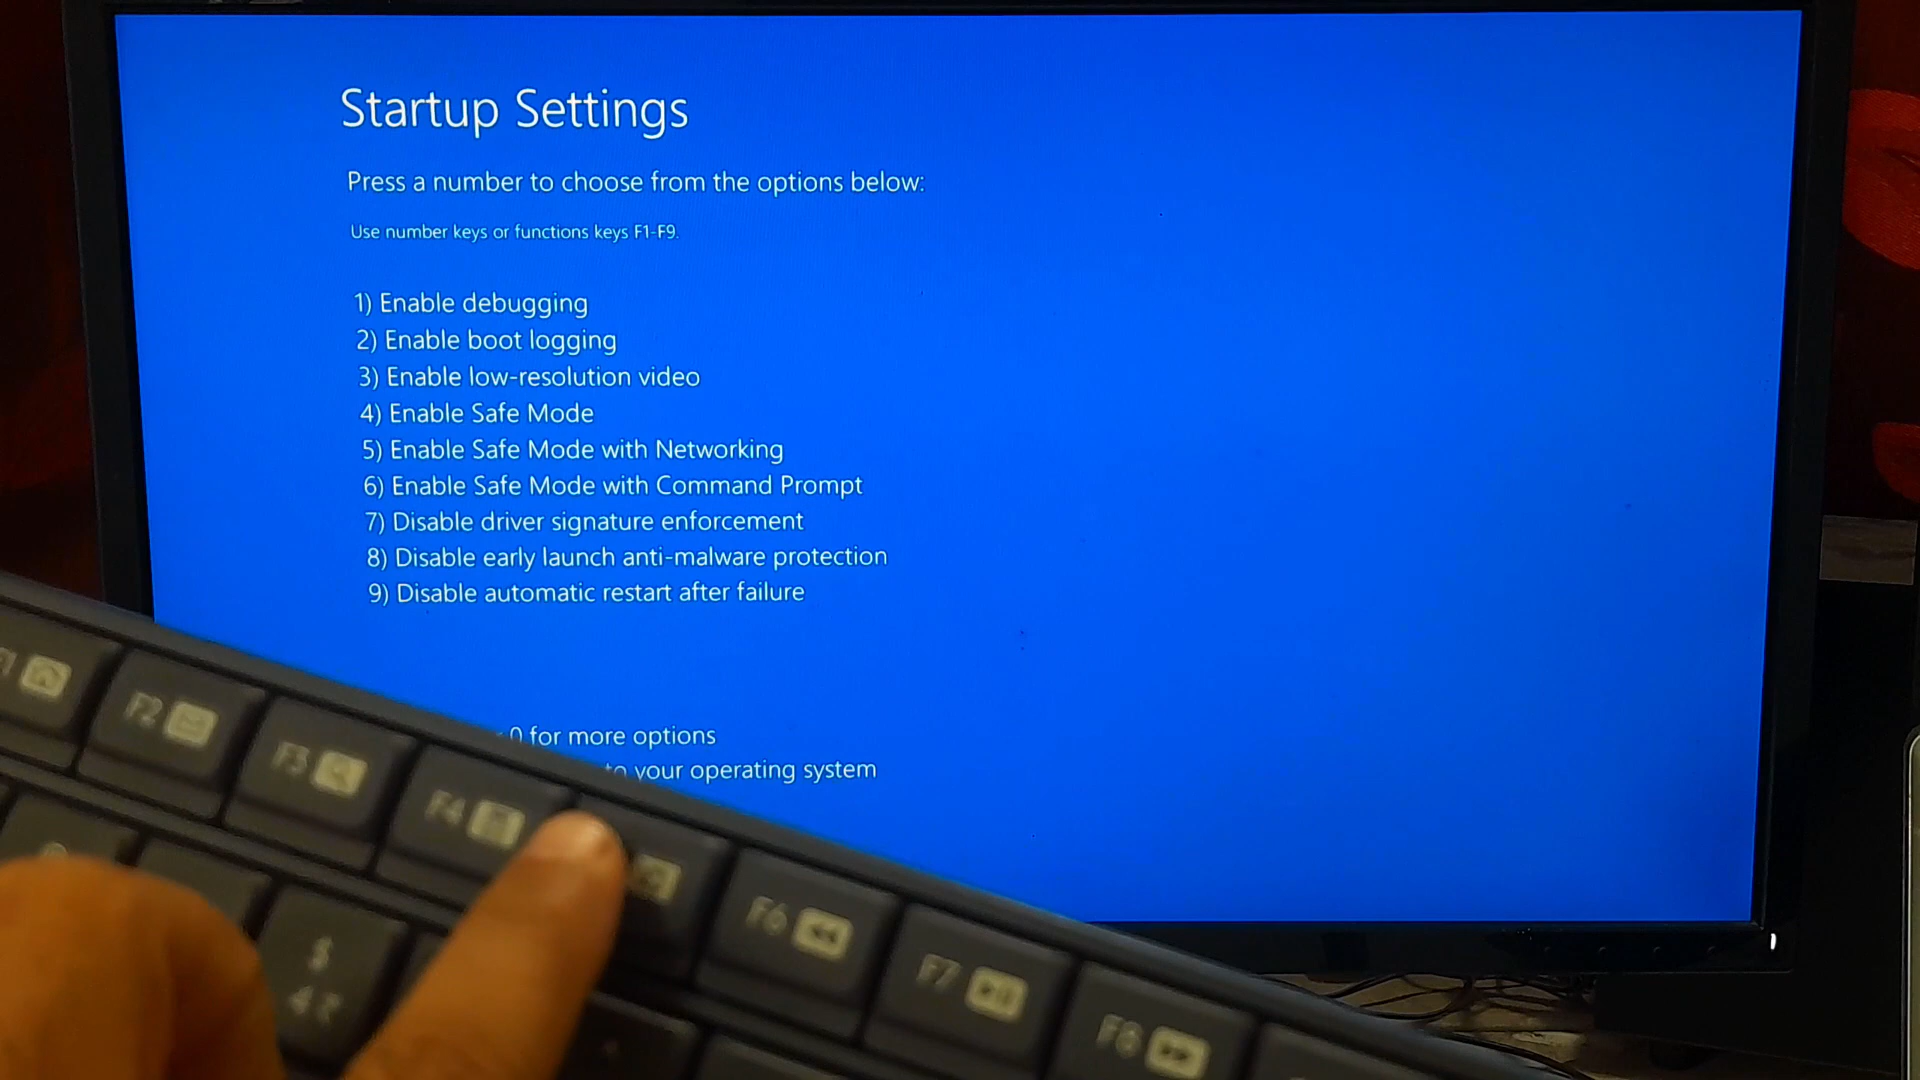 Startup Settings
Press a number to choose from the options below:
Use number keys or functions keys F1-F9.
1) Enable debugging
2) Enable boot logging
3) Enable low-resolution video
4) Enable Safe Mode
5) Enable Safe Mode with Networking
6) Enable Safe Mode with Command Prompt
7) Disable driver signature enforcement
8) Disable early launch anti-malware protection
9) Disable automatic restart after failure
0 for more options
to your operating system
F2
F3
F4
F6
F7
F8
$
4 ₹